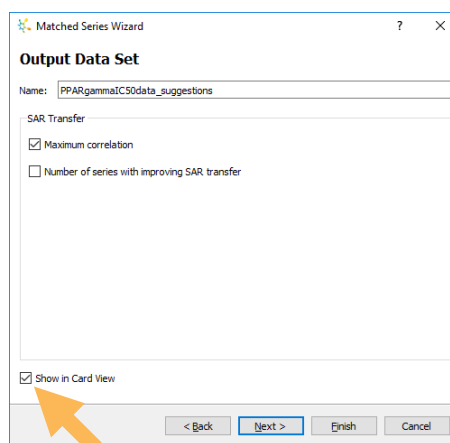 Matched Series Wizard ? ×
Output Data Set
Name: PPARgammaIC50data_suggestions
SAR Transfer
Maximum correlation
Number of series with improving SAR transfer
Show in Card View
< Back Next > Finish Cancel